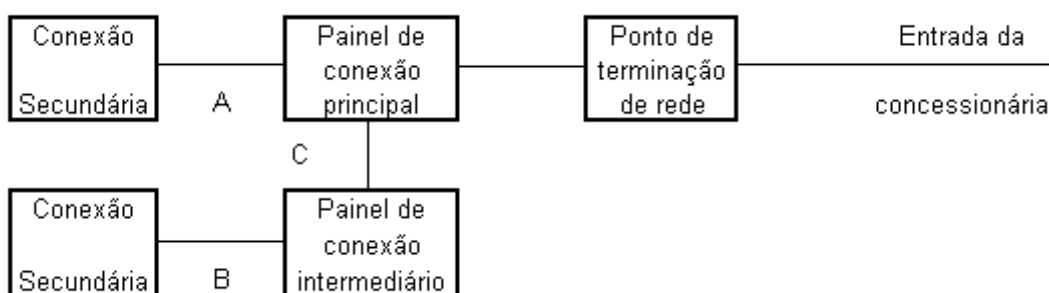 Conexão
Secundária
A
Painel de
conexão
principal
Ponto de
terminação
de rede
Entrada da
concessionária
C
Conexão
Secundária
B
Painel de
conexão
intermediário